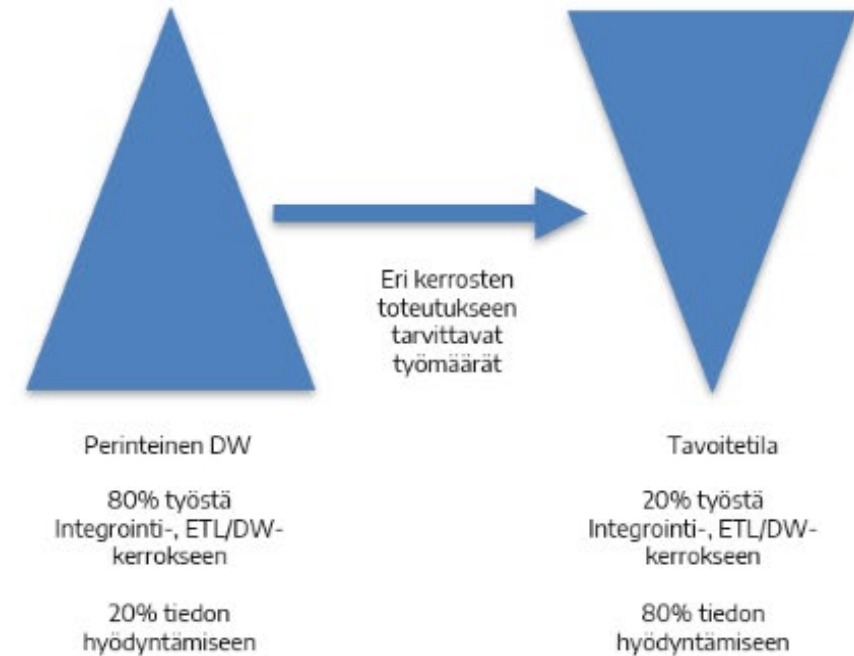 Eri kerrosten
toteutukseen
tarvittavat
työmäärät
Perinteinen DW
80% työstä
Integrointi-, ETL/DW-
kerrokseen
20% tiedon
hyödyntämiseen
Tavoitetila
20% työstä
Integrointi-, ETL/DW-
kerrokseen
80% tiedon
hyödyntämiseen